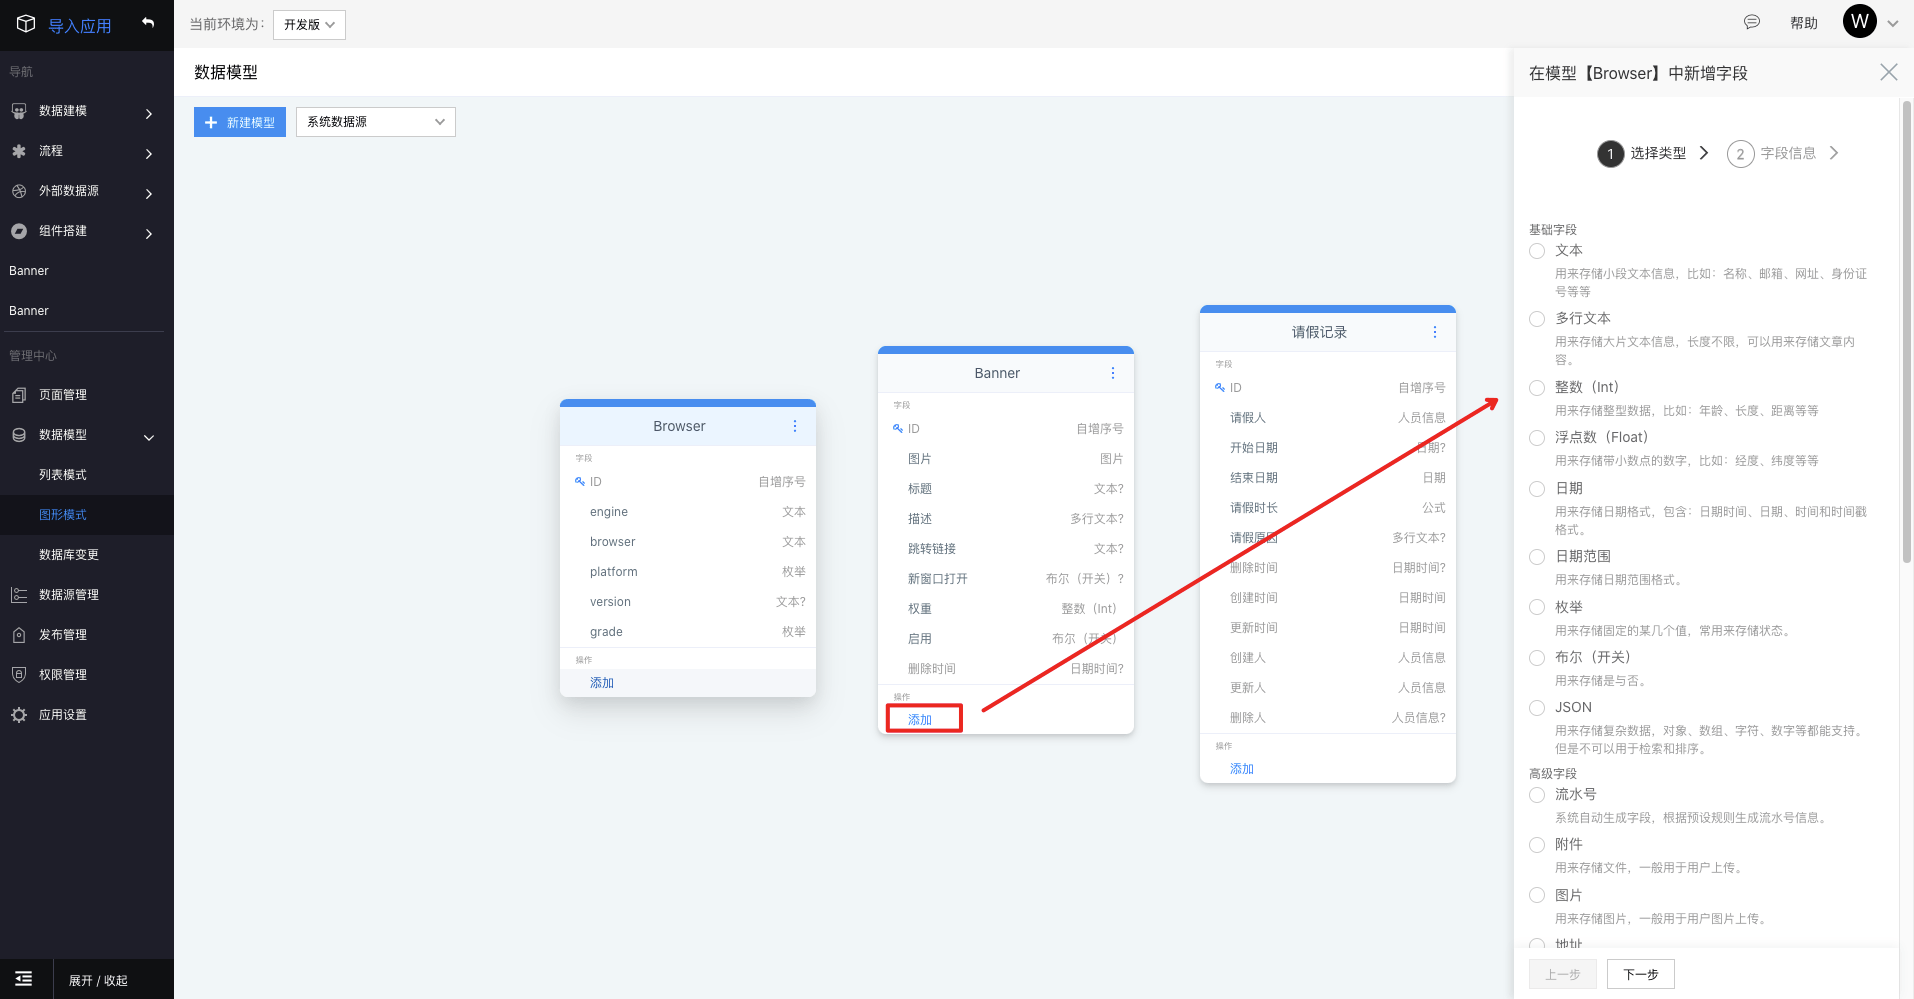 导入应用
当前环境为：
开发版
帮助
W
导航
数据建模
流程
外部数据源
组件搭建
Banner
Banner
管理中心
页面管理
数据模型
列表模式
图形模式
数据库变更
数据源管理
发布管理
权限管理
应用设置
展开 / 收起
数据模型
新建模型
系统数据源
Browser
字段
ID 自增序号
engine 文本
browser 文本
platform 枚举
version 文本?
grade 枚举
操作
添加
Banner
字段
ID 自增序号
图片 图片
标题 文本?
描述 多行文本?
跳转链接 文本?
新窗口打开 布尔（开关）?
权重 整数（Int）
启用 布尔（开关）
删除时间 日期时间?
操作
添加
请假记录
字段
ID 自增序号
请假人 人员信息
开始日期 日期?
结束日期 日期
请假时长 公式
请假原因 多行文本?
删除时间 日期时间?
创建时间 日期时间
更新时间 日期时间
创建人 人员信息
更新人 人员信息
删除人 人员信息?
操作
添加
在模型【Browser】中新增字段
1 选择类型
2 字段信息
基础字段
文本
用来存储小段文本信息，比如：名称、邮箱、网址、身份证
号等等
多行文本
用来存储大片文本信息，长度不限，可以用来存储文章内
容。
整数（Int）
用来存储整型数据，比如：年龄、长度、距离等等
浮点数（Float）
用来存储带小数点的数字，比如：经度、纬度等等
日期
用来存储日期格式，包含：日期时间、日期、时间和时间戳
格式。
日期范围
用来存储日期范围格式。
枚举
用来存储固定的某几个值，常用来存储状态。
布尔（开关）
用来存储是与否。
JSON
用来存储复杂数据，对象、数组、字符、数字等都能支持。
但是不可以用于检索和排序。
高级字段
流水号
系统自动生成字段，根据预设规则生成流水号信息。
附件
用来存储文件，一般用于用户上传。
图片
用来存储图片，一般用于用户图片上传。
地址
上一步
下一步